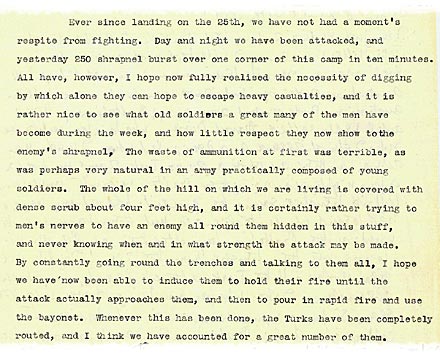 Ever since landing on the 25th, we have not had a moment's
respite from fighting. Day and night we have been attacked, and
yesterday 250 shrapnel burst over one corner of this camp in ten minutes.
All have, however, I hope now fully realised the necessity of digging
by which alone they can hope to escape heavy casualties, and it is
rather nice to see what old soldiers a great many of the men have
become during the week, and how little respect they now show tothe
enemy's shrapnel, The waste of ammunition at first was terrible, as
was perhaps very natural in an army practically composed of young
soldiers. The whole of the hill on which we are living is covered with
dense scrub about four feet high, and it is certainly rather trying to
men's nerves to have an enemy all round them hidden in this stuff,
and never knowing when and in what strength the attack may be made.
By constantly going round the trenches and talking to them all, I hope
we have now been able to induce them to hold their fire until the
attack actually approaches them, and then to pour in rapid fire and use
the bayonet. Whenever this has been done, the Turks have been completely
routed, and I think we have accounted for a great number of them.